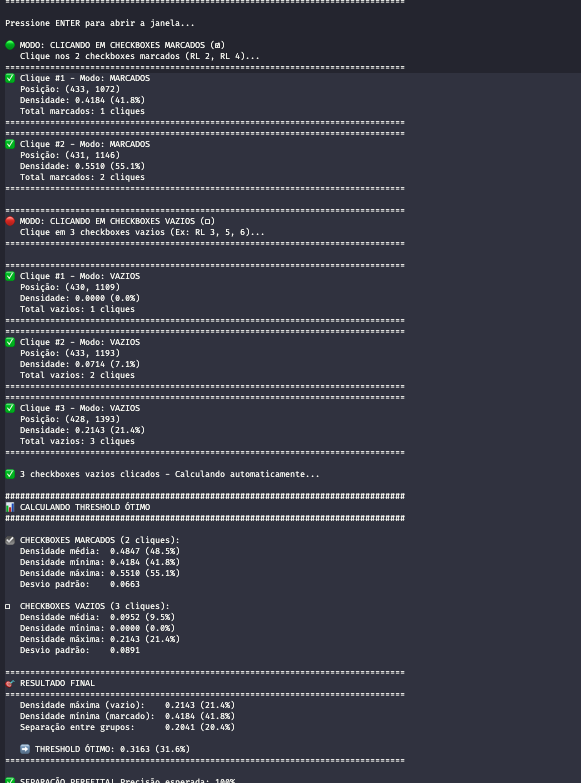 ================================================================================
Pressione ENTER para abrir a janela...
🟢 MODO: CLICANDO EM CHECKBOXES MARCADOS (☒)
Clique nos 2 checkboxes marcados (RL 2, RL 4)...
================================================================================
✅ Clique #1 - Modo: MARCADOS
Posição: (433, 1072)
Densidade: 0.4184 (41.8%)
Total marcados: 1 cliques
================================================================================
================================================================================
✅ Clique #2 - Modo: MARCADOS
Posição: (431, 1146)
Densidade: 0.5510 (55.1%)
Total marcados: 2 cliques
================================================================================
================================================================================
🔴 MODO: CLICANDO EM CHECKBOXES VAZIOS (☐)
Clique em 3 checkboxes vazios (Ex: RL 3, 5, 6)...
================================================================================
================================================================================
✅ Clique #1 - Modo: VAZIOS
Posição: (430, 1109)
Densidade: 0.0000 (0.0%)
Total vazios: 1 cliques
================================================================================
================================================================================
✅ Clique #2 - Modo: VAZIOS
Posição: (433, 1193)
Densidade: 0.0714 (7.1%)
Total vazios: 2 cliques
================================================================================
================================================================================
✅ Clique #3 - Modo: VAZIOS
Posição: (428, 1393)
Densidade: 0.2143 (21.4%)
Total vazios: 3 cliques
================================================================================
✅ 3 checkboxes vazios clicados - Calculando automaticamente...
################################################################################
📊 CALCULANDO THRESHOLD ÓTIMO
################################################################################
☑ CHECKBOXES MARCADOS (2 cliques):
Densidade média: 0.4847 (48.5%)
Densidade mínima: 0.4184 (41.8%)
Densidade máxima: 0.5510 (55.1%)
Desvio padrão: 0.0663
☐ CHECKBOXES VAZIOS (3 cliques):
Densidade média: 0.0952 (9.5%)
Densidade mínima: 0.0000 (0.0%)
Densidade máxima: 0.2143 (21.4%)
Desvio padrão: 0.0891
================================================================================
🎯 RESULTADO FINAL
================================================================================
Densidade máxima (vazio): 0.2143 (21.4%)
Densidade mínima (marcado): 0.4184 (41.8%)
Separação entre grupos: 0.2041 (20.4%)
➡️ THRESHOLD ÓTIMO: 0.3163 (31.6%)
================================================================================
✅ SEPARAÇÃO PERFEITA! Precisão esperada: 100%